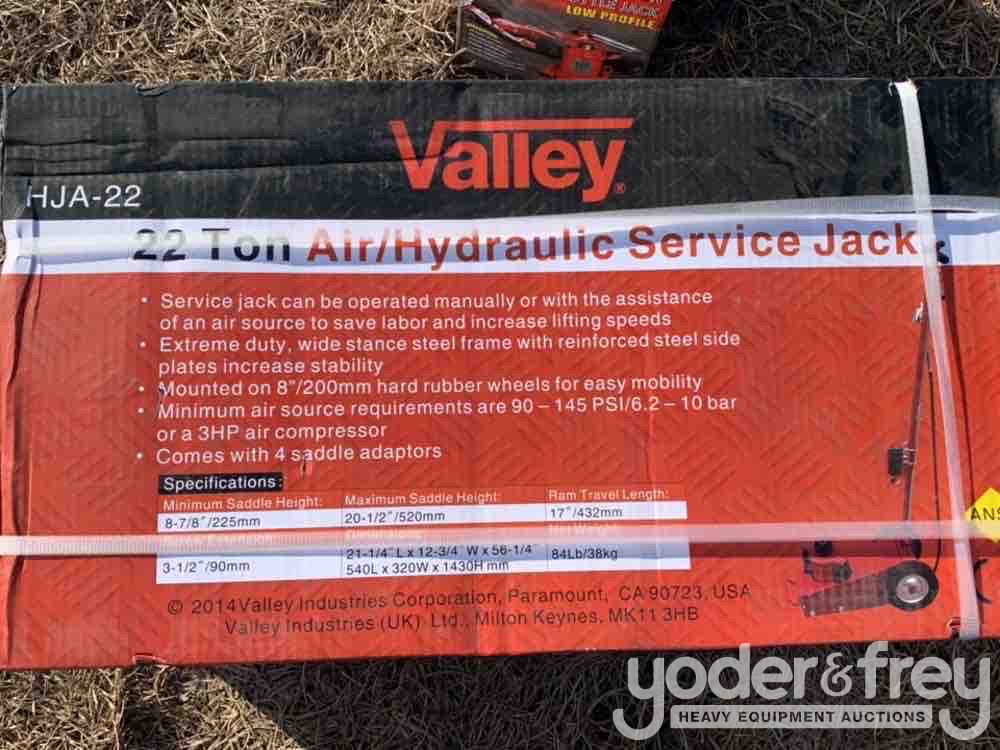 LOW PROFILE
Valley®
HJA-22
22 Ton Air/Hydraulic Service Jack
• Service jack can be operated manually or with the assistance
of an air source to save labor and increase lifting speeds
• Extreme duty, wide stance steel frame with reinforced steel side
plates increase stability
• Mounted on 8"/200mm hard rubber wheels for easy mobility
• Minimum air source requirements are 90 – 145 PSI/6.2 – 10 bar
or a 3HP air compressor
• Comes with 4 saddle adaptors
Specifications:
Minimum Saddle Height: Maximum Saddle Height: Ram Travel Length:
8-7/8"/225mm 20-1/2"/520mm 17"/432mm
3-1/2"/90mm 21-1/4" L x 12-3/4" W x 56-1/4" 84Lb/38kg
540L x 320W x 1430H mm
© 2014 Valley Industries Corporation, Paramount, CA 90723, USA
Valley Industries (UK) Ltd., Milton Keynes, MK11 3HB
yoder&frey
HEAVY EQUIPMENT AUCTIONS